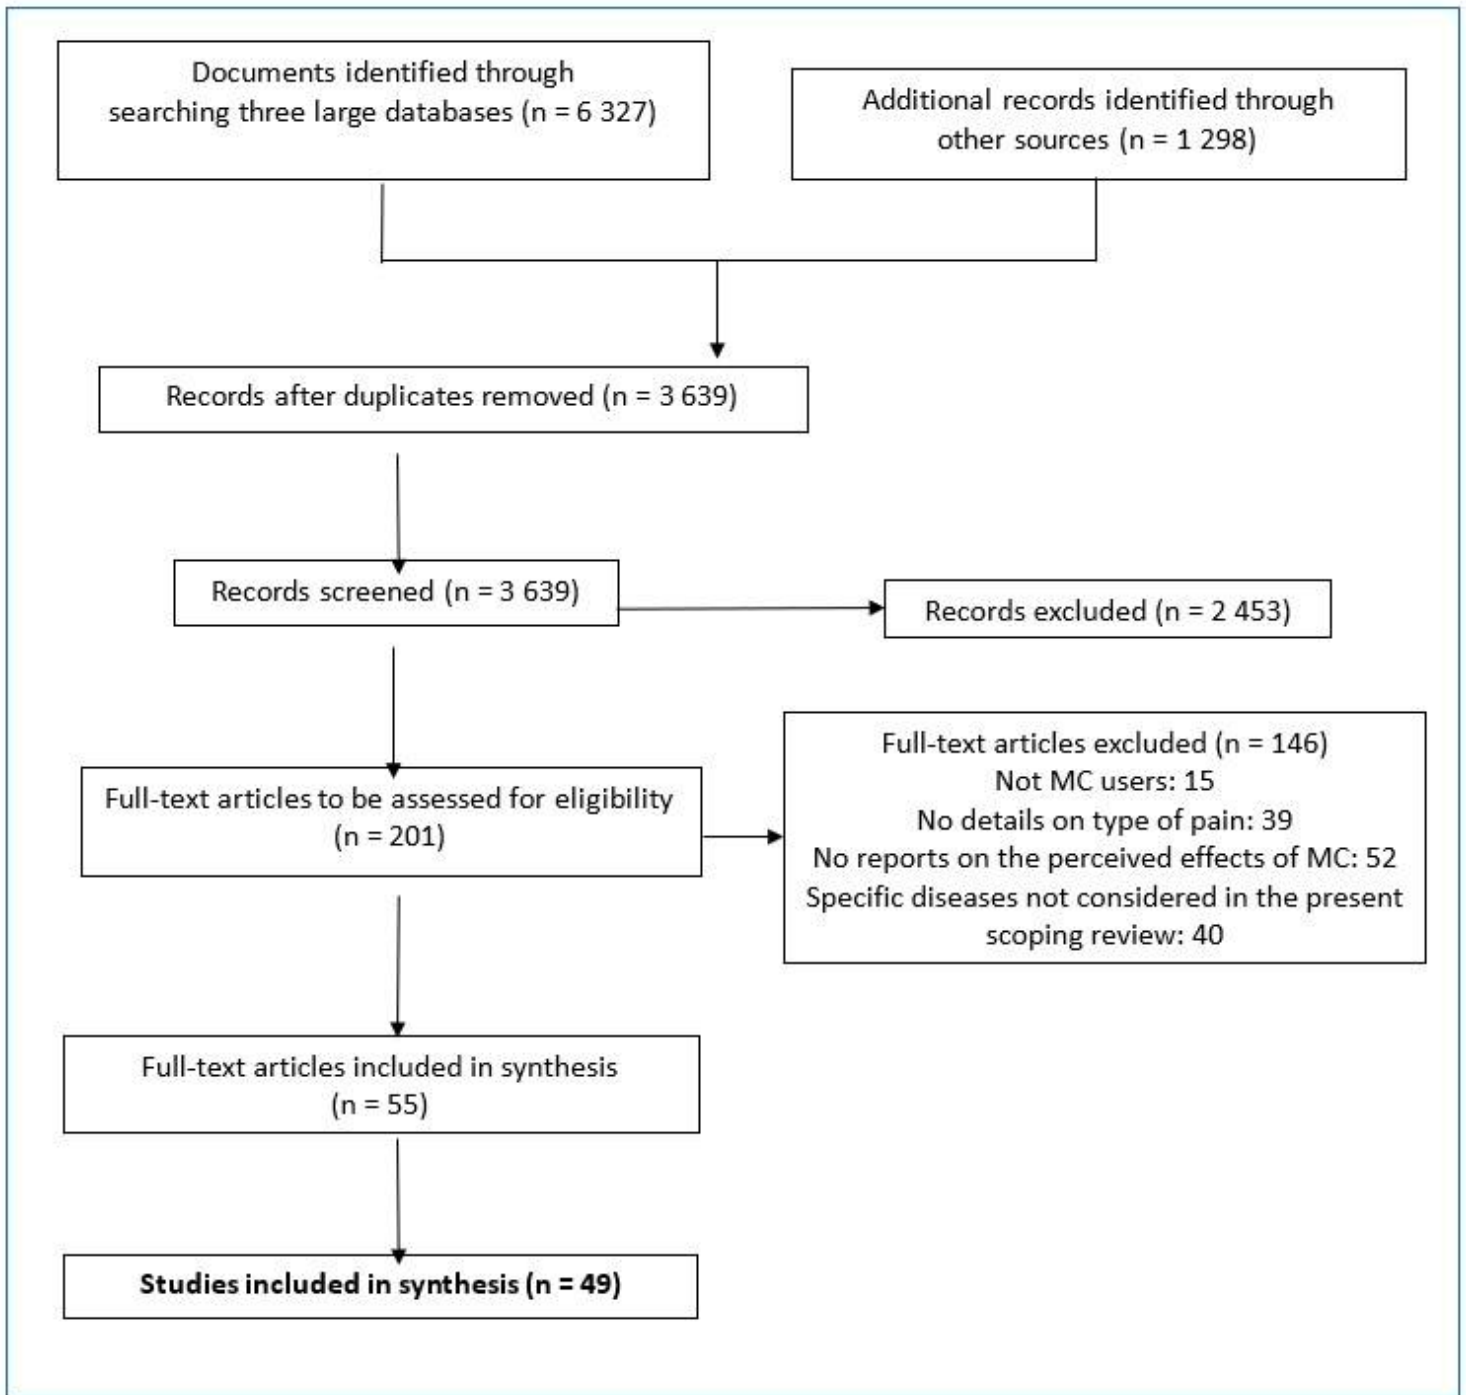 Documents identified through
searching three large databases (n = 6 327)
Additional records identified through
other sources (n = 1 298)
Records after duplicates removed (n = 3 639)
Records screened (n = 3 639)
Records excluded (n = 2 453)
Full-text articles to be assessed for eligibility
(n = 201)
Full-text articles excluded (n = 146)
Not MC users: 15
No details on type of pain: 39
No reports on the perceived effects of MC: 52
Specific diseases not considered in the present
scoping review: 40
Full-text articles included in synthesis
(n = 55)
Studies included in synthesis (n = 49)